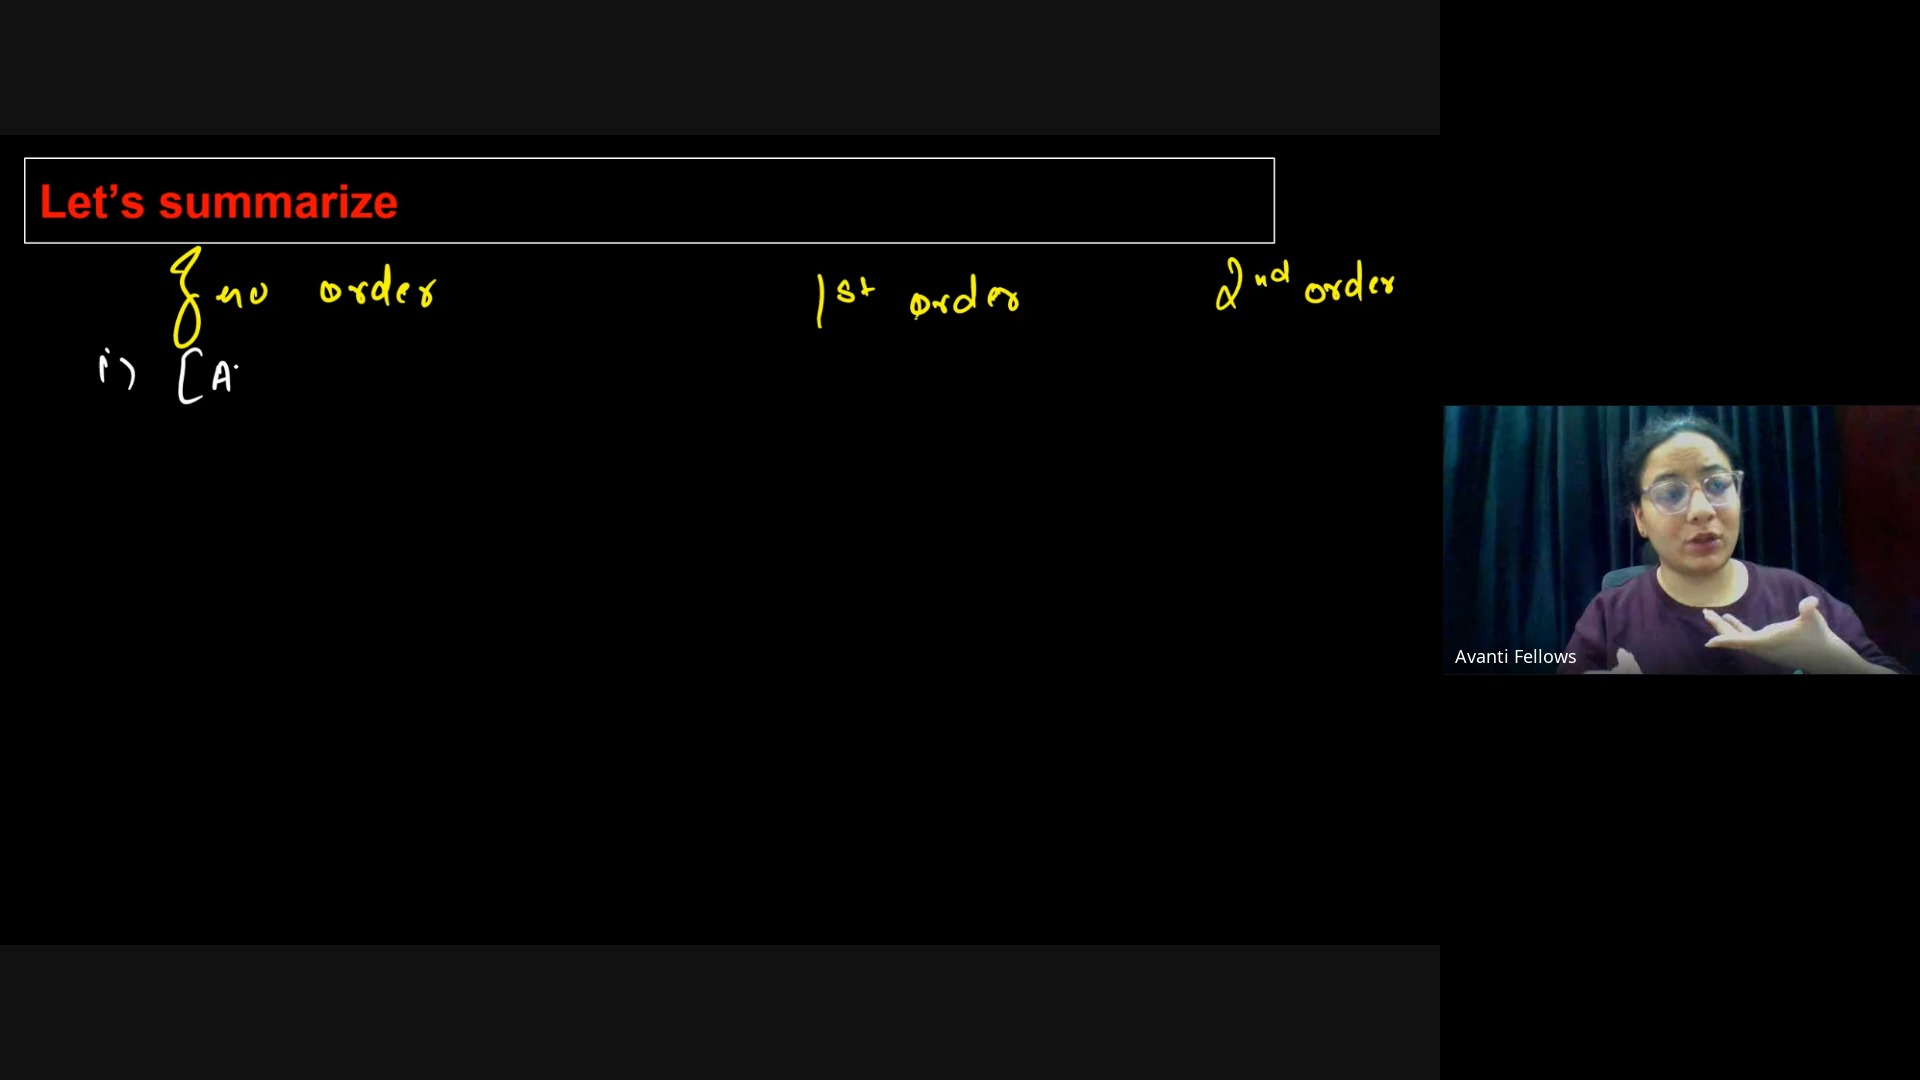 Let's summarize
Zero order 1st order 2nd order
i) [A
Avanti Fellows